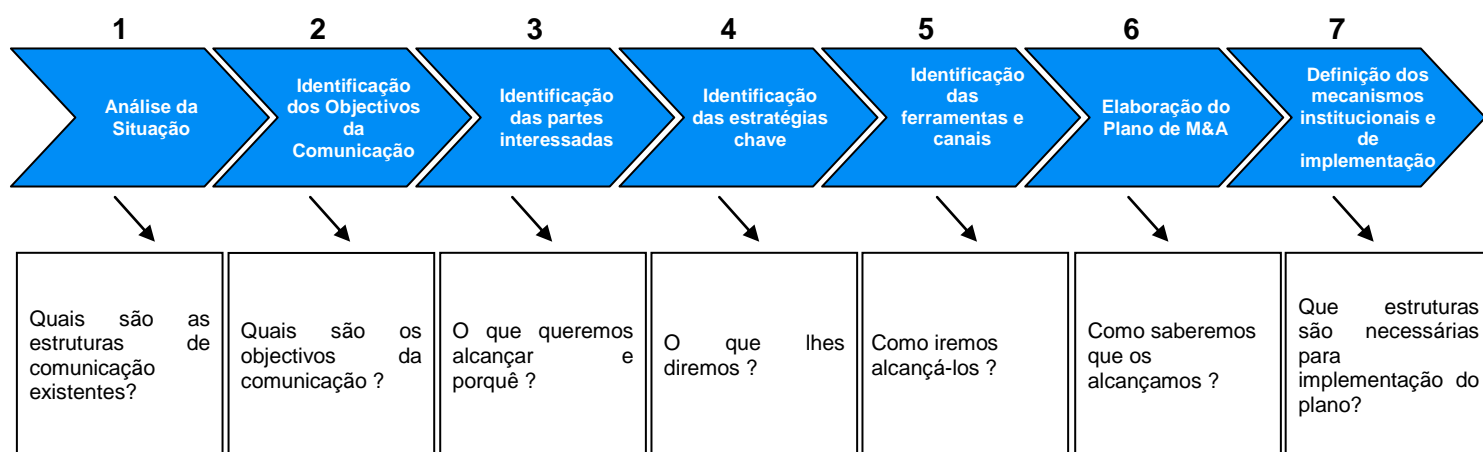 1
2
3
4
5
6
7
Análise da
Situação
Identificação
dos Objectivos
da
Comunicação
Identificação
das partes
interessadas
Identificação
das estratégias
chave
Identificação
das
ferramentas e
canais
Elaboração do
Plano de M&A
Definição dos
mecanismos
institucionais e
de
implementação
Quais são as
estruturas de
comunicação
existentes?
Quais são os
objectivos da
comunicação ?
O que queremos
alcançar e
porquê ?
O que lhes
diremos ?
Como iremos
alcançá-los ?
Como saberemos
que os
alcançamos ?
Que estruturas
são necessárias
para
implementação do
plano?